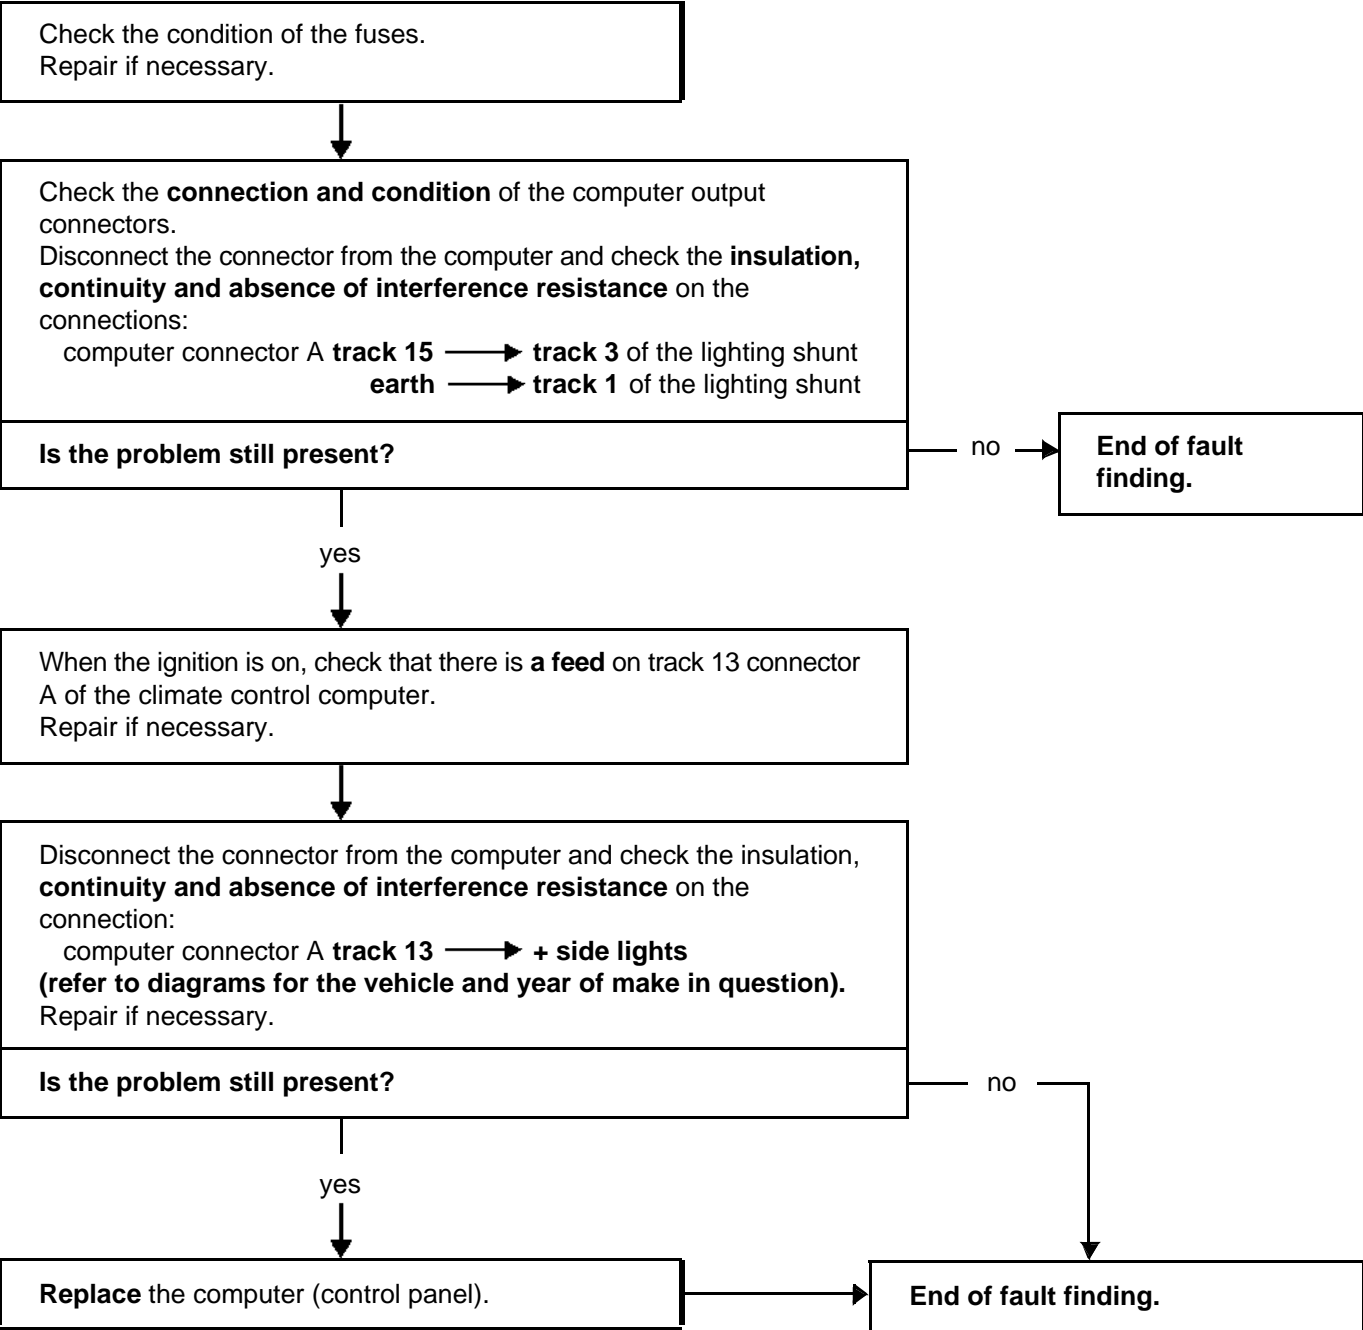 Check the condition of the fuses.
Repair if necessary.
Check the connection and condition of the computer output
connectors.
Disconnect the connector from the computer and check the insulation,
continuity and absence of interference resistance on the
connections:
computer connector A track 15 → track 3 of the lighting shunt
earth → track 1 of the lighting shunt
Is the problem still present?
no
End of fault
finding.
yes
When the ignition is on, check that there is a feed on track 13 connector
A of the climate control computer.
Repair if necessary.
Disconnect the connector from the computer and check the insulation,
continuity and absence of interference resistance on the
connection:
computer connector A track 13 → + side lights
(refer to diagrams for the vehicle and year of make in question).
Repair if necessary.
Is the problem still present?
no
yes
Replace the computer (control panel).
End of fault finding.